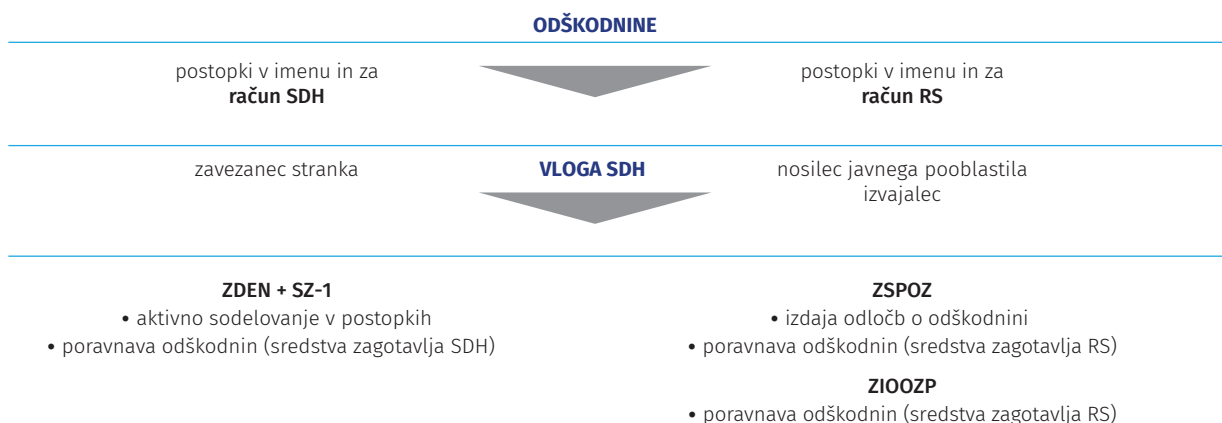 ODŠKODNINE
postopki v imenu in za
račun SDH
postopki v imenu in za
račun RS
zavezanec stranka
VLOGA SDH
nosilec javnega pooblastila
izvajalec
ZDEN + SZ-1
• aktivno sodelovanje v postopkih
• poravnava odškodnin (sredstva zagotavlja SDH)
ZSPOZ
• izdaja odločb o odškodnini
• poravnava odškodnin (sredstva zagotavlja RS)
ZIOOZP
• poravnava odškodnin (sredstva zagotavlja RS)